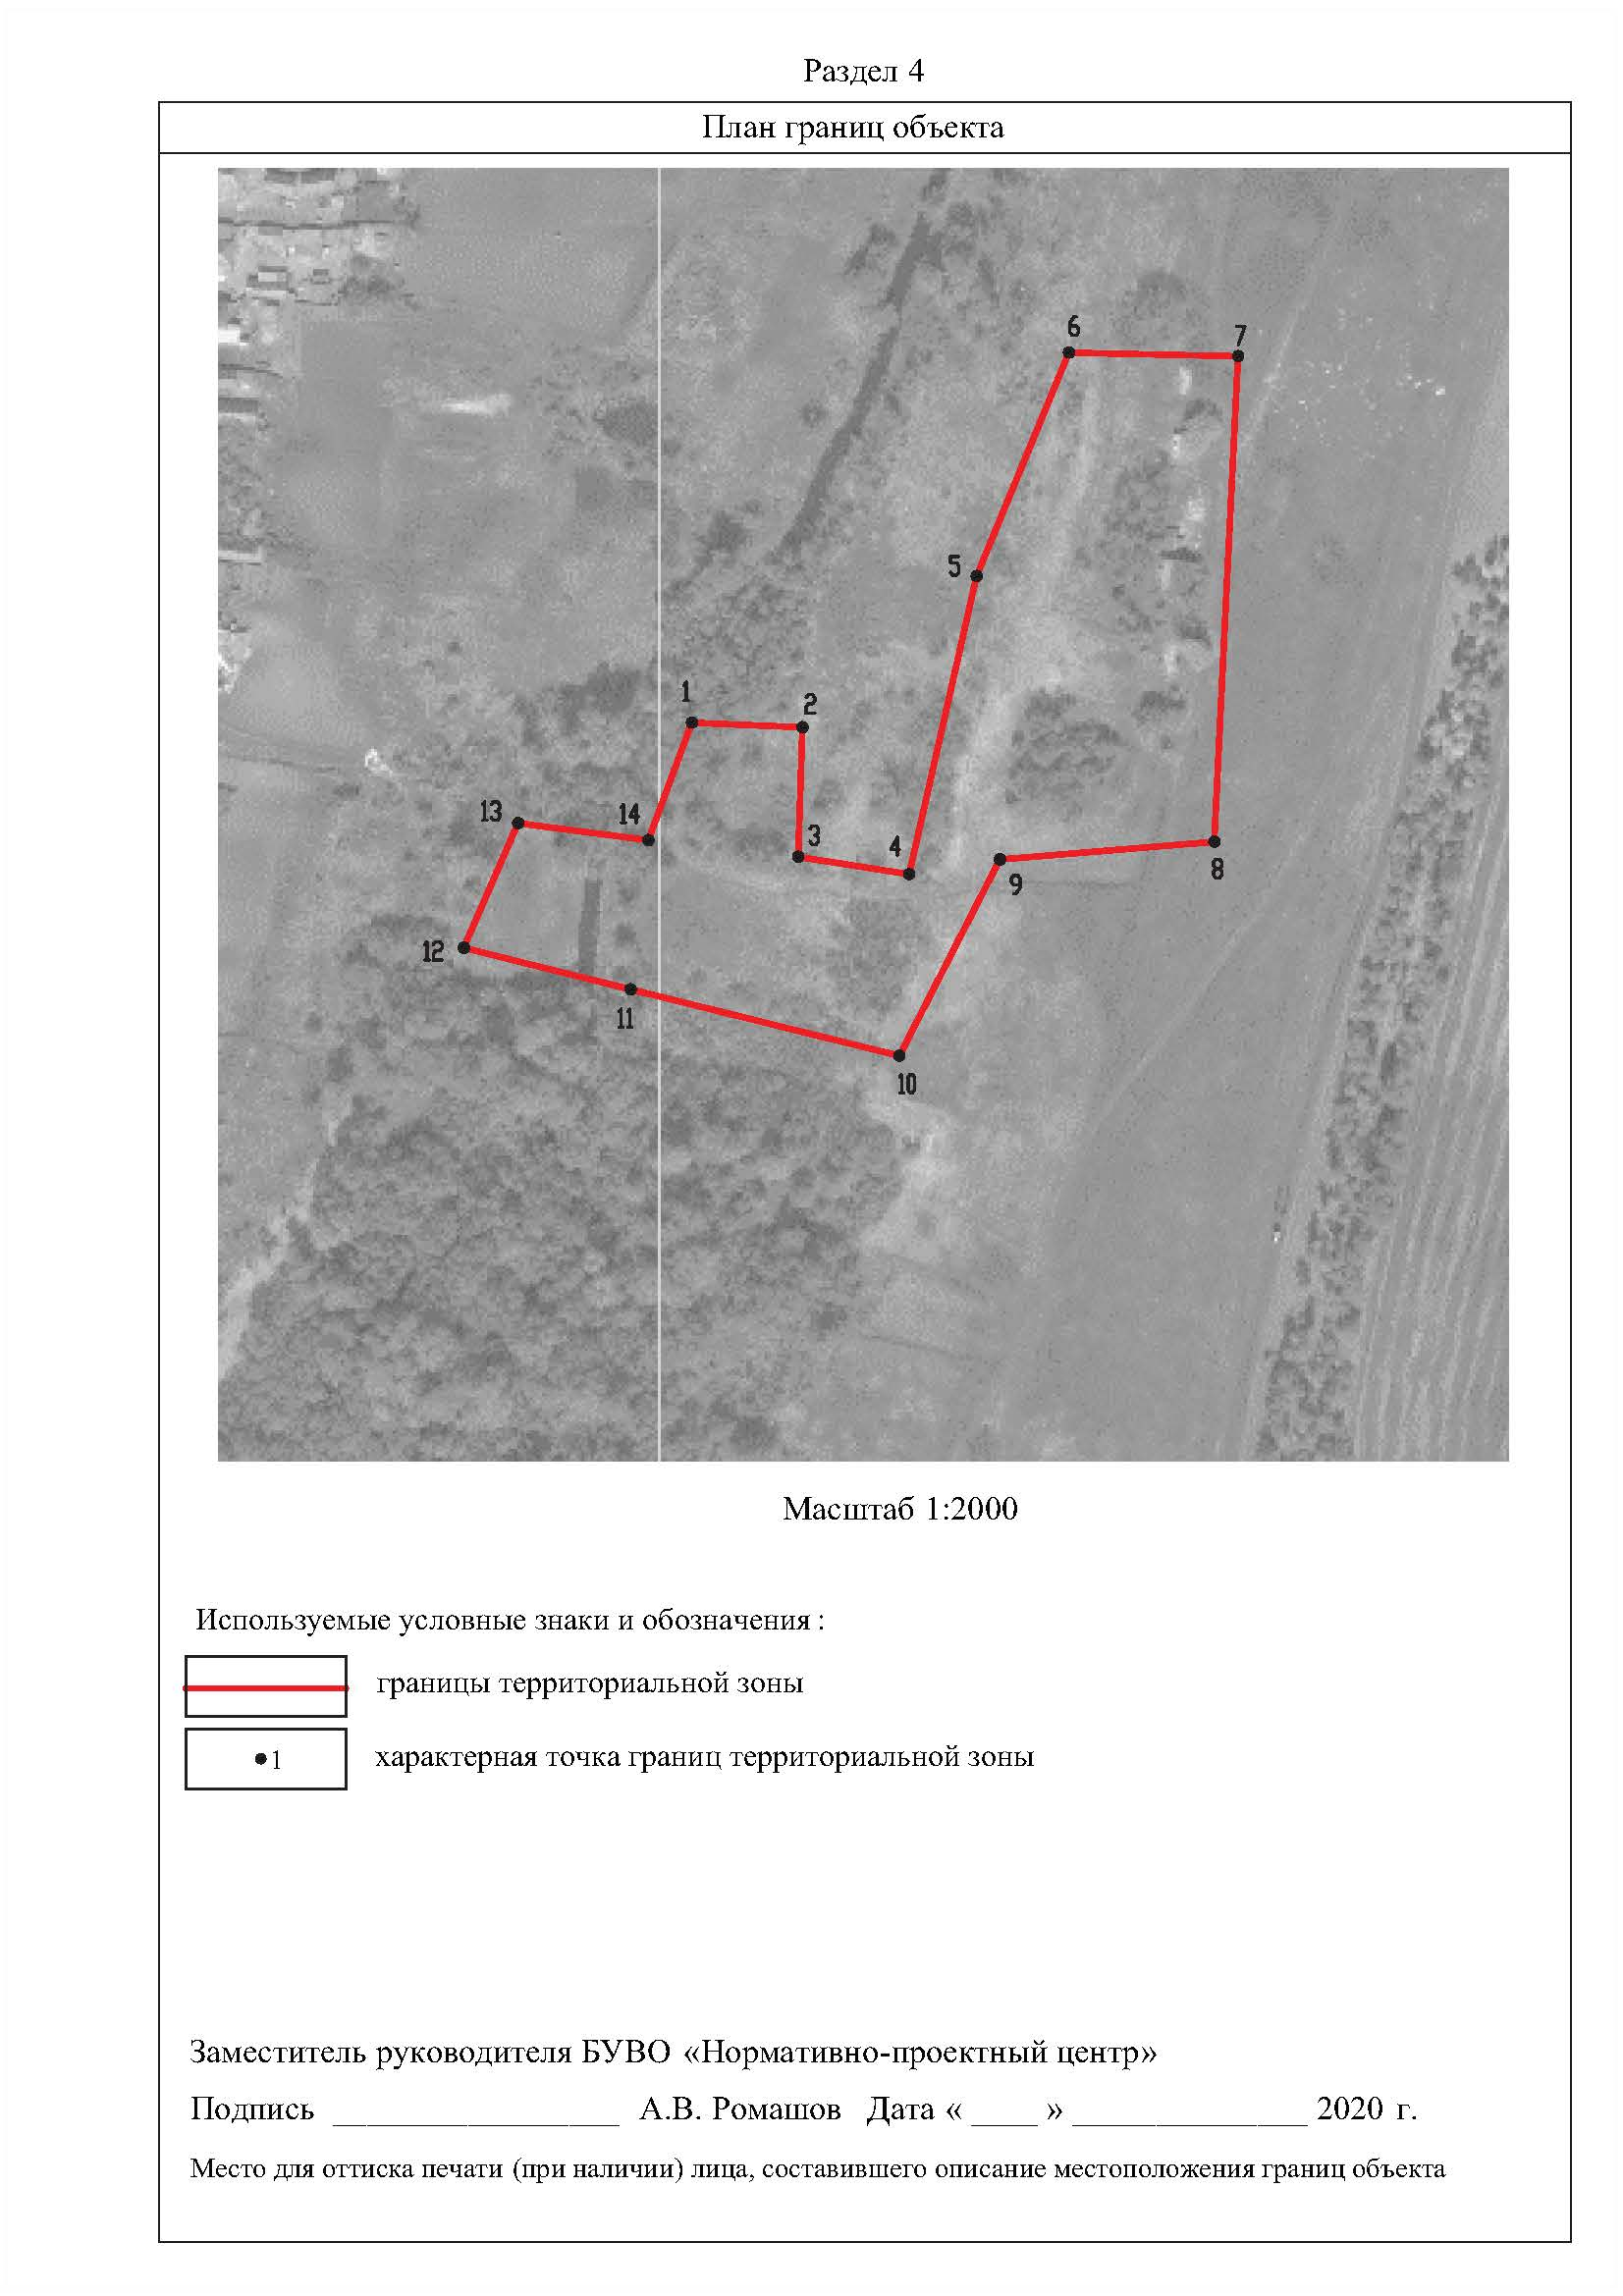 Раздел 4
План границ объекта
6
7
5
1
2
13
14
3
4
9
8
12
11
10
Масштаб 1:2000
Используемые условные знаки и обозначения :
границы территориальной зоны
1 характерная точка границ территориальной зоны
Заместитель руководителя БУВО «Нормативно-проектный центр»
Подпись _________________ А.В. Ромашов Дата « ____ » ______________ 2020 г.
Место для оттиска печати (при наличии) лица, составившего описание местоположения границ объекта